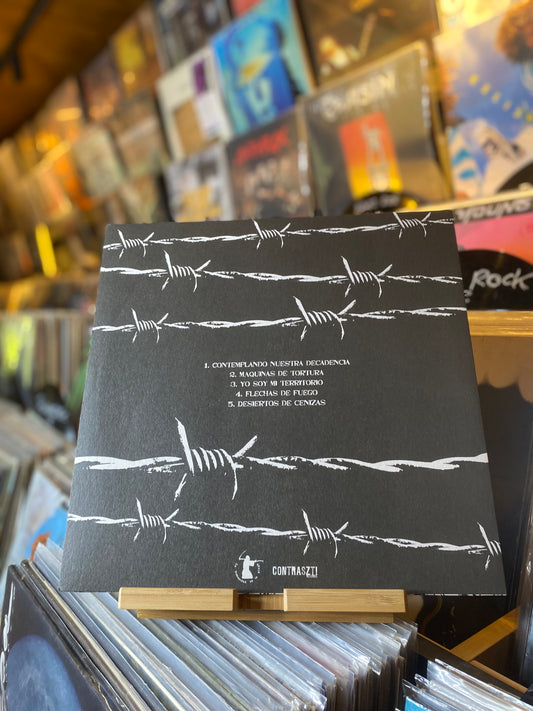 1. CONTEMPLANDO NUESTRA DECADENCIA
2. MAQUINAS DE TORTURA
3. YO SOY MI TERRITORIO
4. FLECHAS DE FUEGO
5. DESIERTOS DE CENIZAS
CONTRASZT!
ROCK